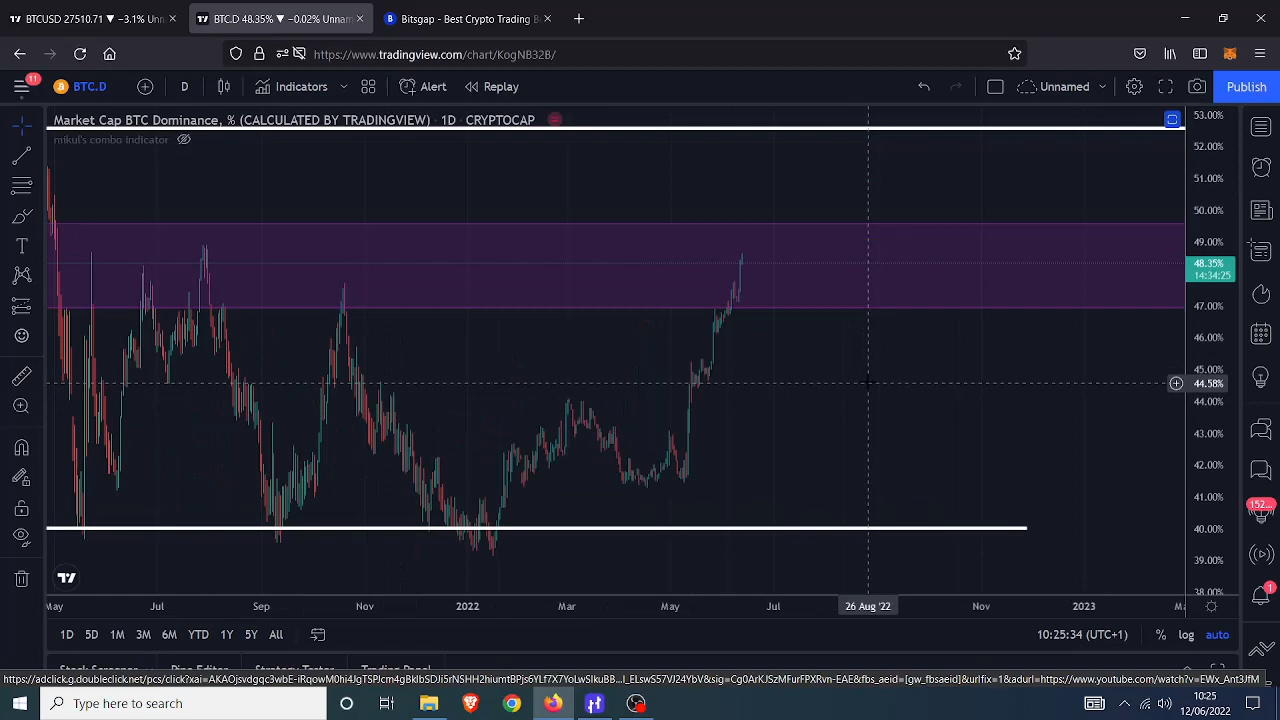 BTCUSD 27510.71 ▼ −3.1% Unna
BTC.D 48.35% ▼ −0.02% Unnam
Bitsgap - Best Crypto Trading B
https://www.tradingview.com/chart/KogNB32B/
11
BTC.D
D
Indicators
Alert
Replay
Unnamed
Publish
Market Cap BTC Dominance, % (CALCULATED BY TRADINGVIEW) · 1D · CRYPTOCAP
mikul's combo indicator
53.00%
52.00%
51.00%
50.00%
49.00%
48.35%
14:34:25
47.00%
46.00%
45.00%
44.58%
44.00%
43.00%
42.00%
41.00%
40.00%
39.00%
38.00%
152...
1
May
Jul
Sep
Nov
2022
Mar
May
Jul
26 Aug '22
Nov
2023
1D 5D 1M 3M 6M YTD 1Y 5Y All
10:25:34 (UTC+1)
% log auto
Stock Screener
Pine Editor
Strategy Tester
Trading Panel
Type here to search
10:25
12/06/2022